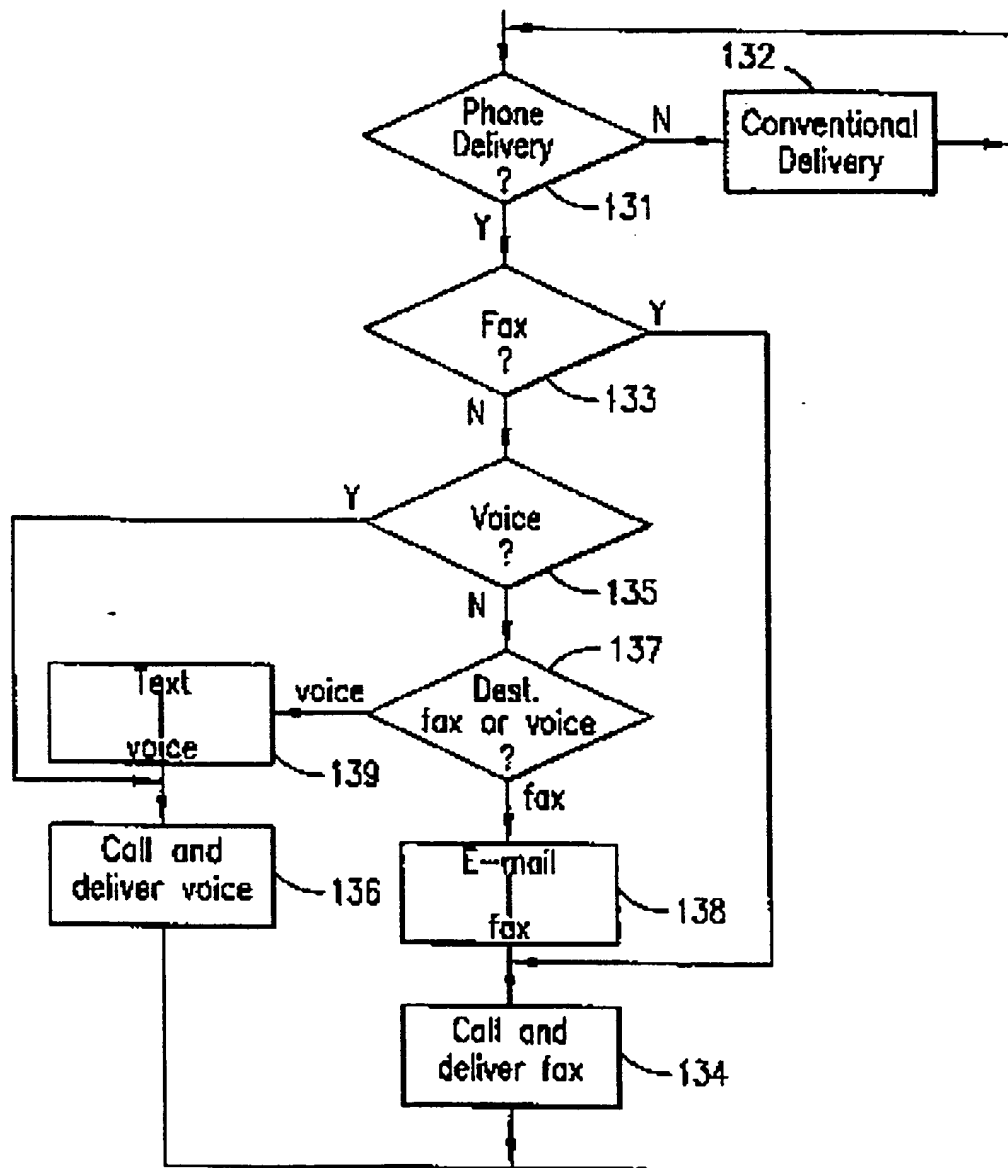 132
Phone
Delivery
?
N
Conventional
Delivery
131
Y
Fax
?
Y
133
N
Y
Voice
?
135
N
137
Dest.
fax or voice
?
voice
Text
voice
139
fax
Call and
deliver voice
136
E-mail
fax
138
Call and
deliver fax
134